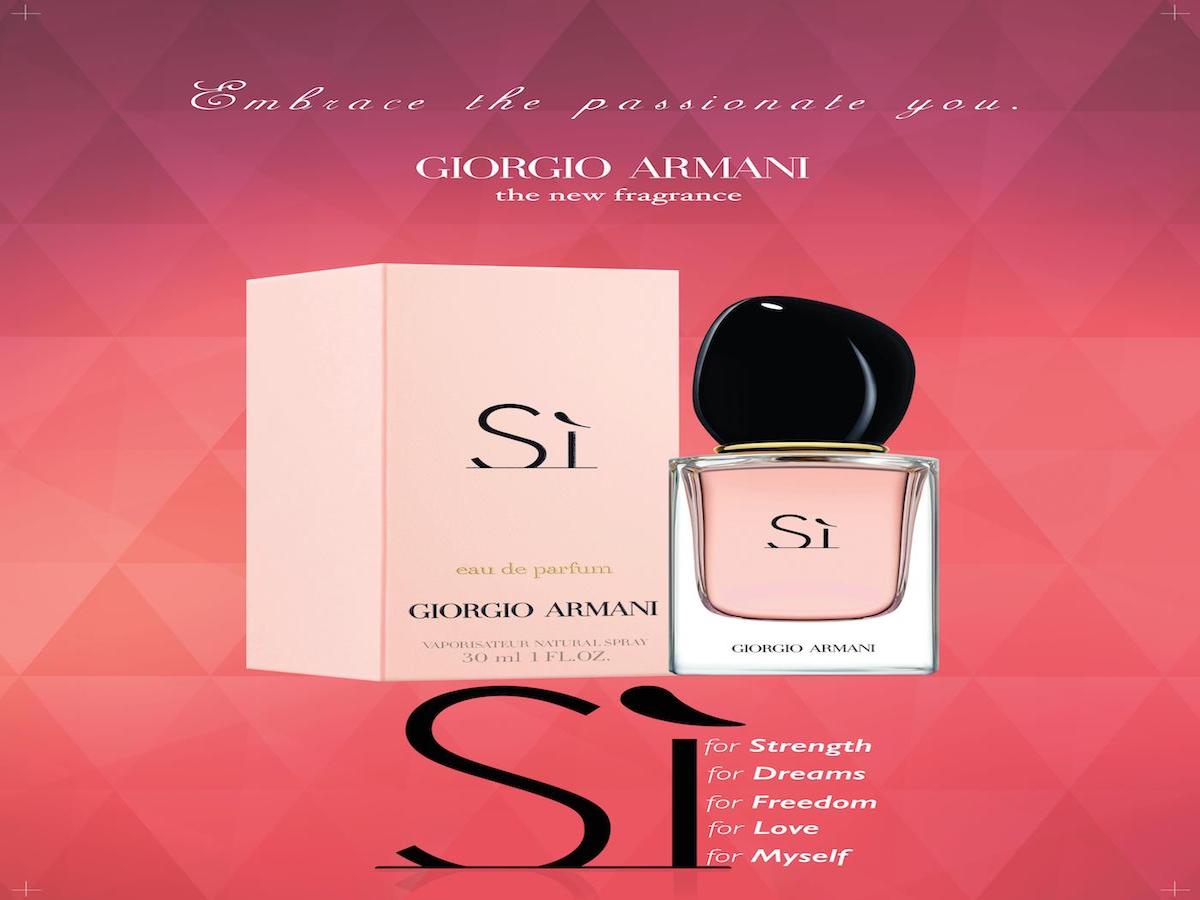 Embrace the passionate you.
GIORGIO ARMANI
the new fragrance
Sì
eau de parfum
GIORGIO ARMANI
VAPORISATEUR NATURAL SPRAY
30 ml 1 FL.OZ.
Sì
GIORGIO ARMANI
Sì
for Strength
for Dreams
for Freedom
for Love
for Myself